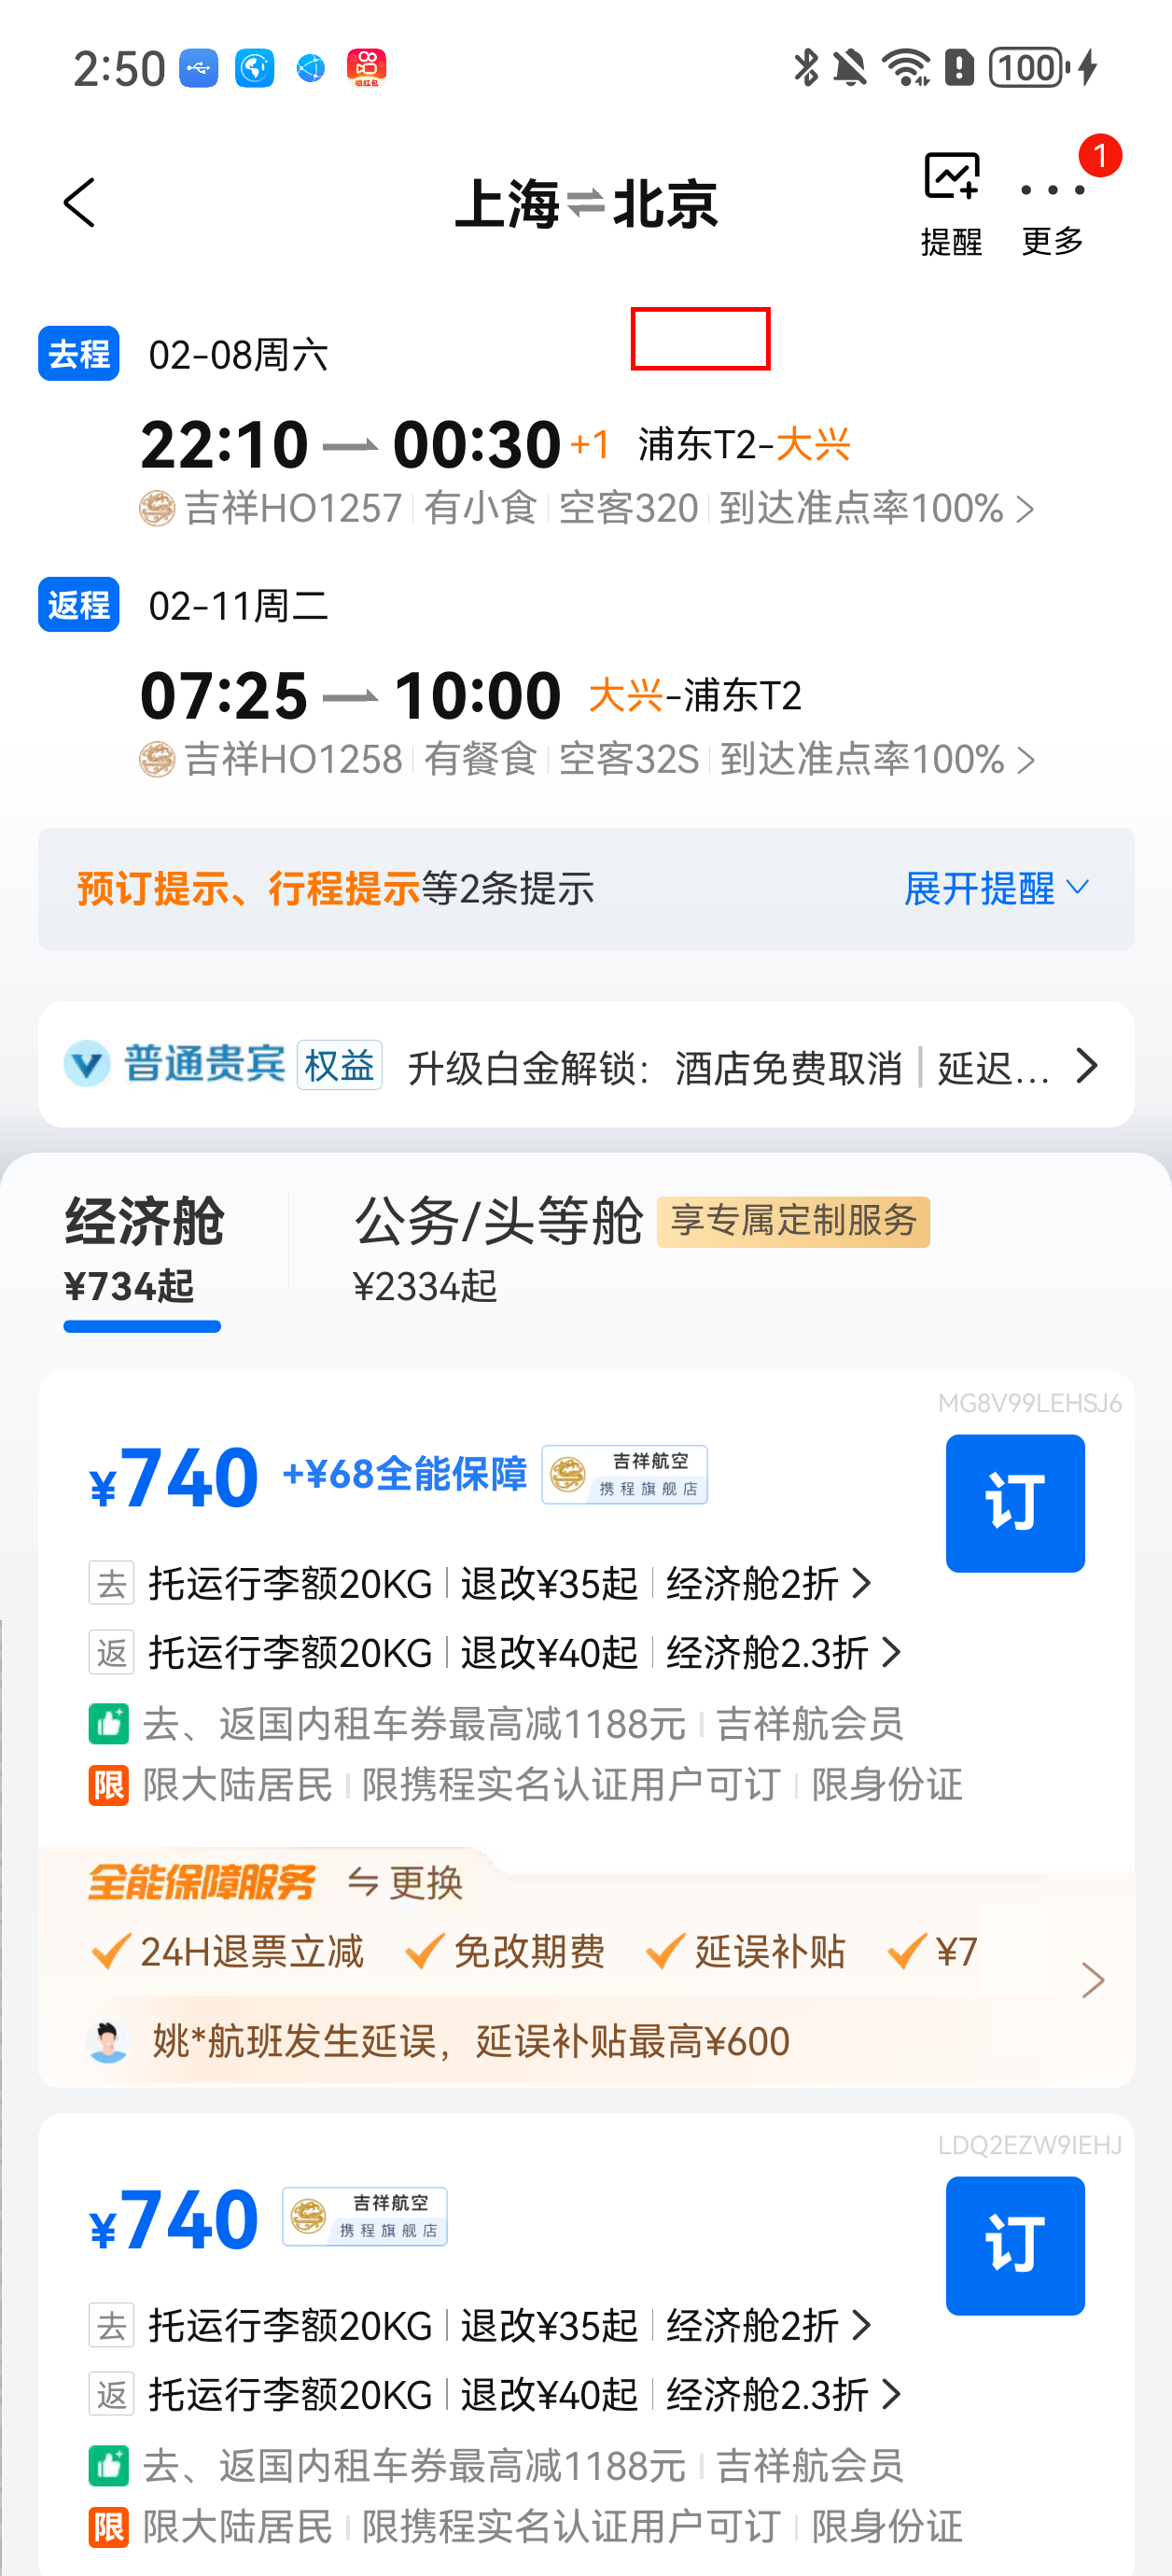 2:50
领红包
100
上海⇌北京
提醒
更多
1
去程 02-08周六
22:10 00:30 +1 浦东T2-大兴
吉祥HO1257 有小食 空客320 到达准点率100%
返程 02-11周二
07:25 10:00 大兴-浦东T2
吉祥HO1258 有餐食 空客32S 到达准点率100%
预订提示、行程提示等2条提示 展开提醒
普通贵宾 权益 升级白金解锁：酒店免费取消 | 延迟...
经济舱 公务/头等舱 享专属定制服务
¥734起 ¥2334起
MG8V99LEHSJ6
¥740 +¥68全能保障 吉祥航空 携程旗舰店 订
去 托运行李额20KG 退改¥35起 经济舱2折
返 托运行李额20KG 退改¥40起 经济舱2.3折
去、返国内租车券最高减1188元 吉祥航会员
限 限大陆居民 限携程实名认证用户可订 限身份证
全能保障服务 更换
24H退票立减 免改期费 延误补贴 ¥7
姚*航班发生延误，延误补贴最高¥600
LDQ2EZW9IEHJ
¥740 吉祥航空 携程旗舰店 订
去 托运行李额20KG 退改¥35起 经济舱2折
返 托运行李额20KG 退改¥40起 经济舱2.3折
去、返国内租车券最高减1188元 吉祥航会员
限 限大陆居民 限携程实名认证用户可订 限身份证